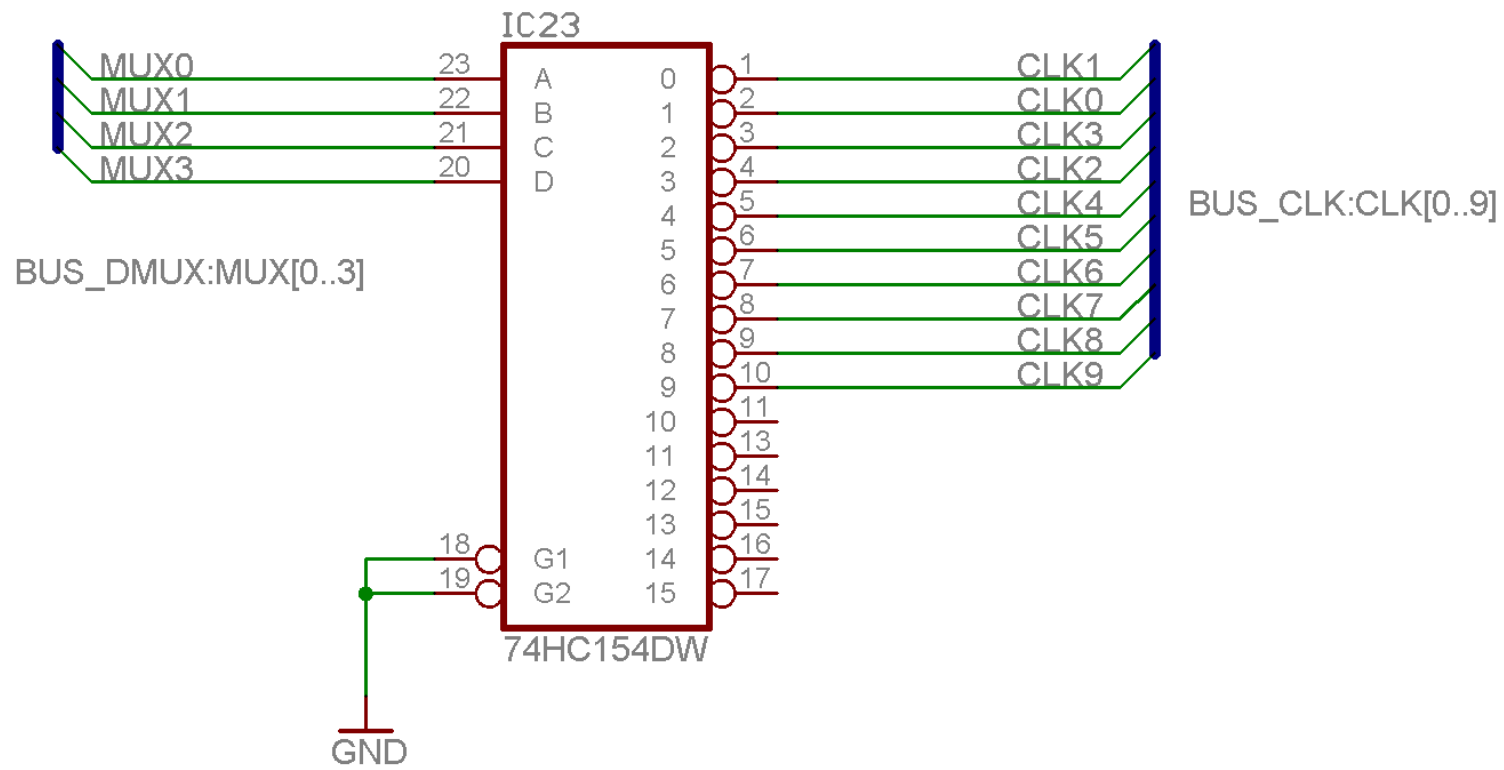 IC23
MUX0 23 A 0 1 CLK1
MUX1 22 B 1 2 CLK0
MUX2 21 C 2 3 CLK3
MUX3 20 D 3 4 CLK2
4 5 CLK4
BUS_CLK:CLK[0..9]
5 6 CLK5
BUS_DMUX:MUX[0..3]
6 7 CLK6
7 8 CLK7
8 9 CLK8
9 10 CLK9
10 11
11 13
12 14
13 15
18 G1 14 16
19 G2 15 17
74HC154DW
GND